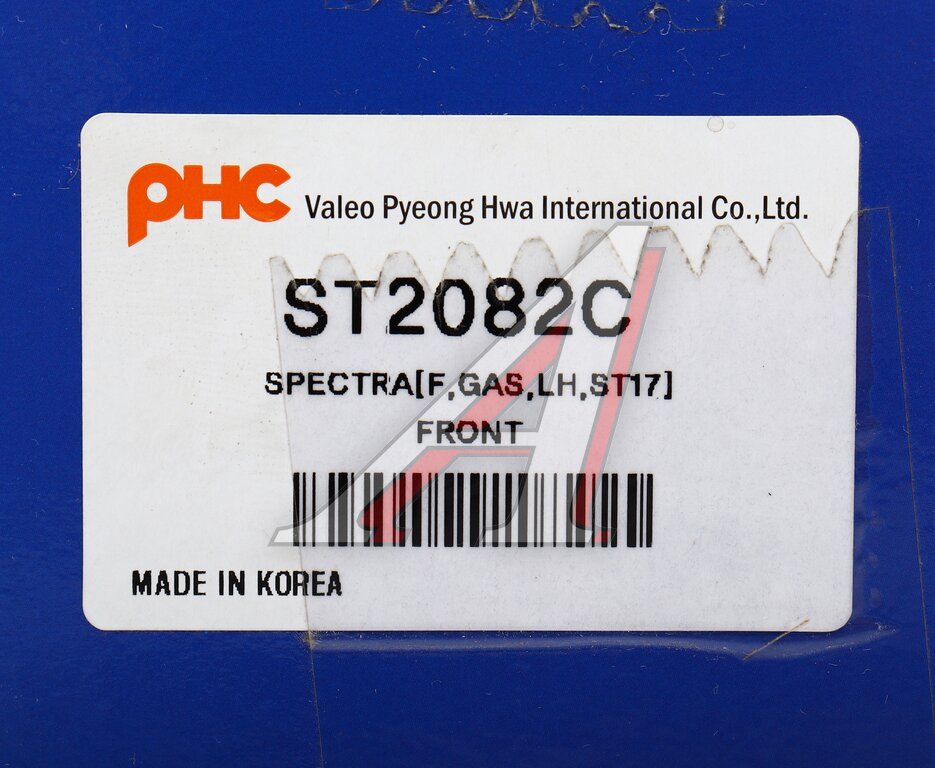 PHC Valeo Pyeong Hwa International Co.,Ltd.
ST2082C
SPECTRA[F,GAS,LH,ST17]
FRONT
MADE IN KOREA